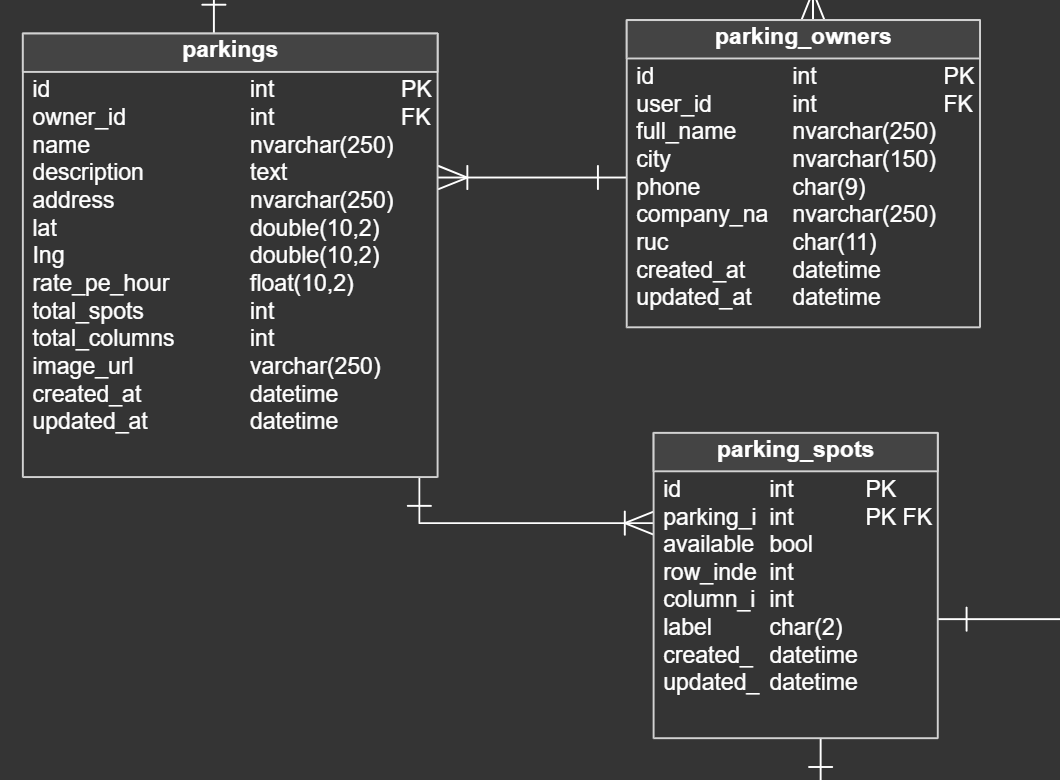 parkings
id int PK
owner_id int FK
name nvarchar(250)
description text
address nvarchar(250)
lat double(10,2)
lng double(10,2)
rate_pe_hour float(10,2)
total_spots int
total_columns int
image_url varchar(250)
created_at datetime
updated_at datetime
parking_owners
id int PK
user_id int FK
full_name nvarchar(250)
city nvarchar(150)
phone char(9)
company_na nvarchar(250)
ruc char(11)
created_at datetime
updated_at datetime
parking_spots
id int PK
parking_i int PK FK
available bool
row_inde int
column_i int
label char(2)
created_ datetime
updated_ datetime